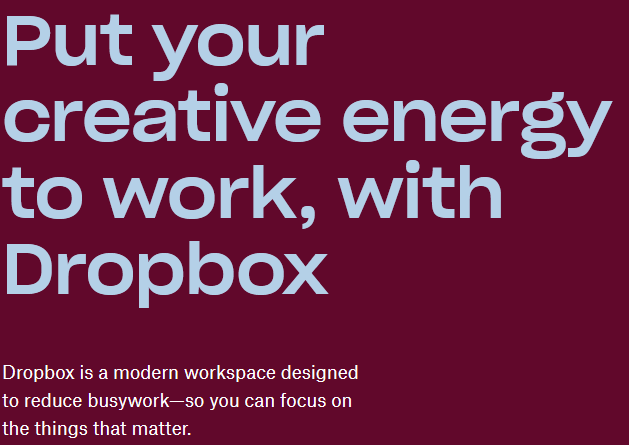 Put your
creative energy
to work, with
Dropbox
Dropbox is a modern workspace designed
to reduce busywork—so you can focus on
the things that matter.